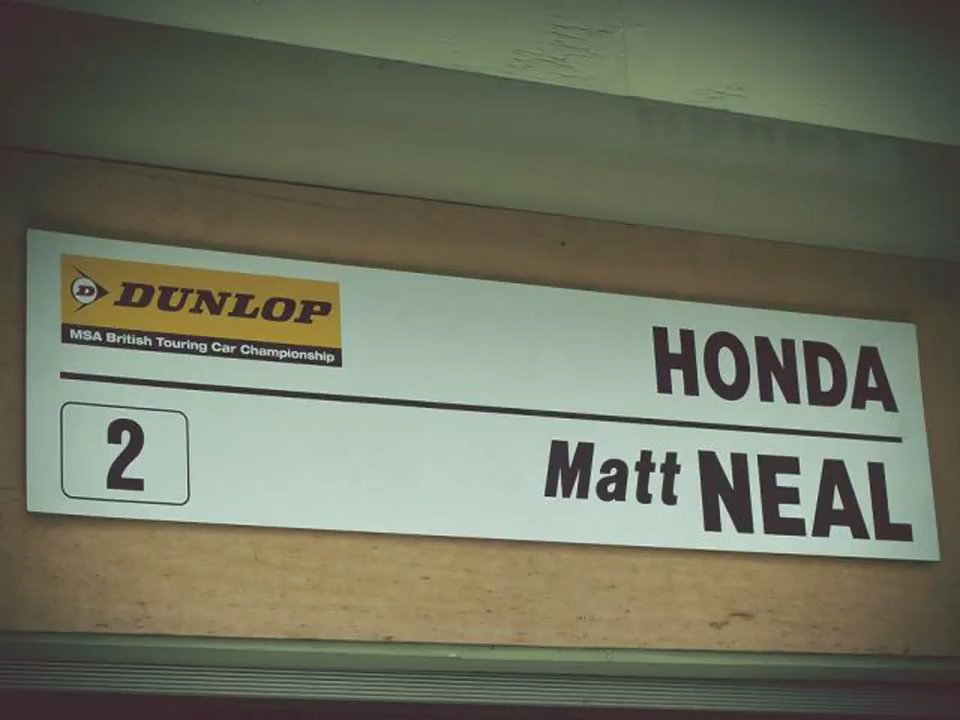 D DUNLOP
MSA British Touring Car Championship
HONDA
2
Matt NEAL